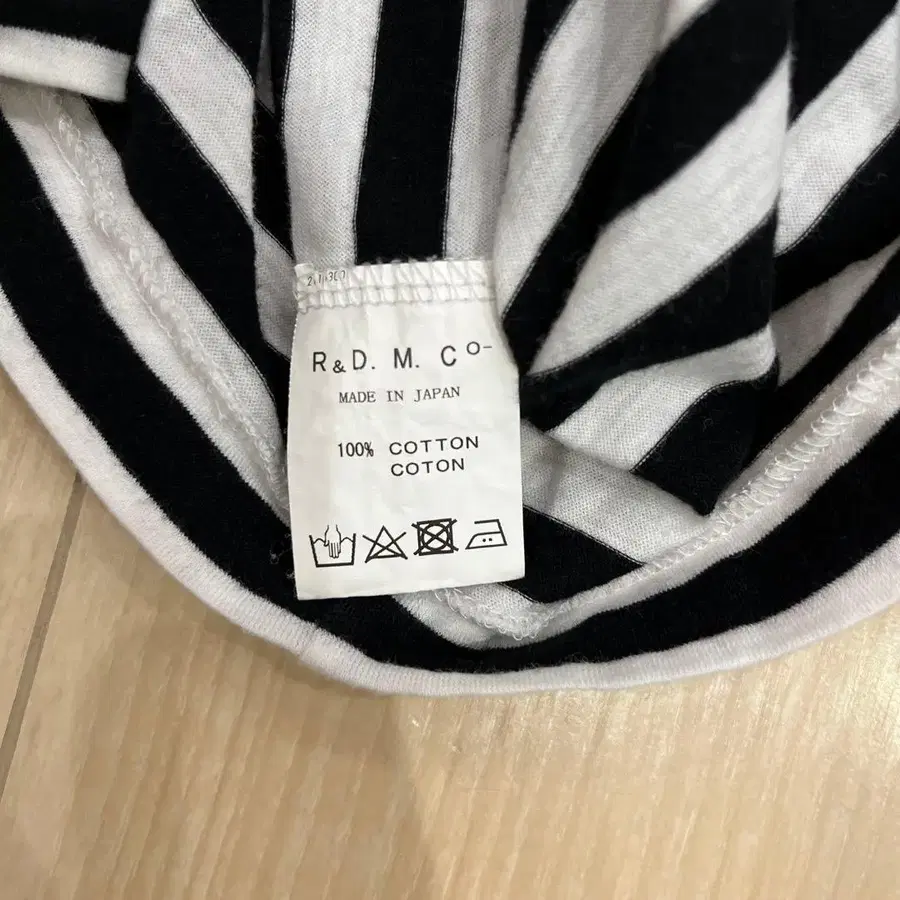 R & D. M. Co-
MADE IN JAPAN
100% COTTON
COTON